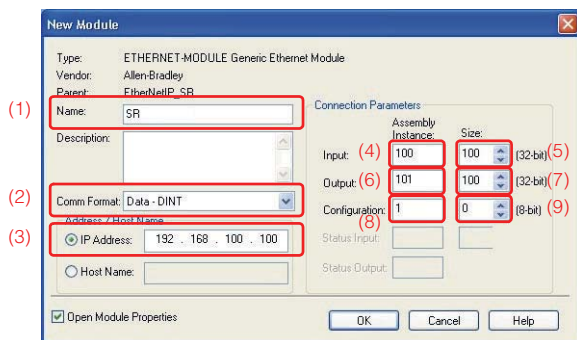 New Module
Type: ETHERNET-MODULE Generic Ethernet Module
Vendor: Allen-Bradley
Parent: EtherNetIP_SR
(1) Name: SR
Description:
(2) Comm Format: Data - DINT
Address / Host Name
(3) IP Address: 192 . 168 . 100 . 100
Host Name:
Connection Parameters
Assembly
Instance: Size:
Input: (4) 100 100 (32-bit) (5)
Output: (6) 101 100 (32-bit) (7)
Configuration: 1 0 (8-bit) (9)
(8)
Status Input:
Status Output:
Open Module Properties
OK Cancel Help